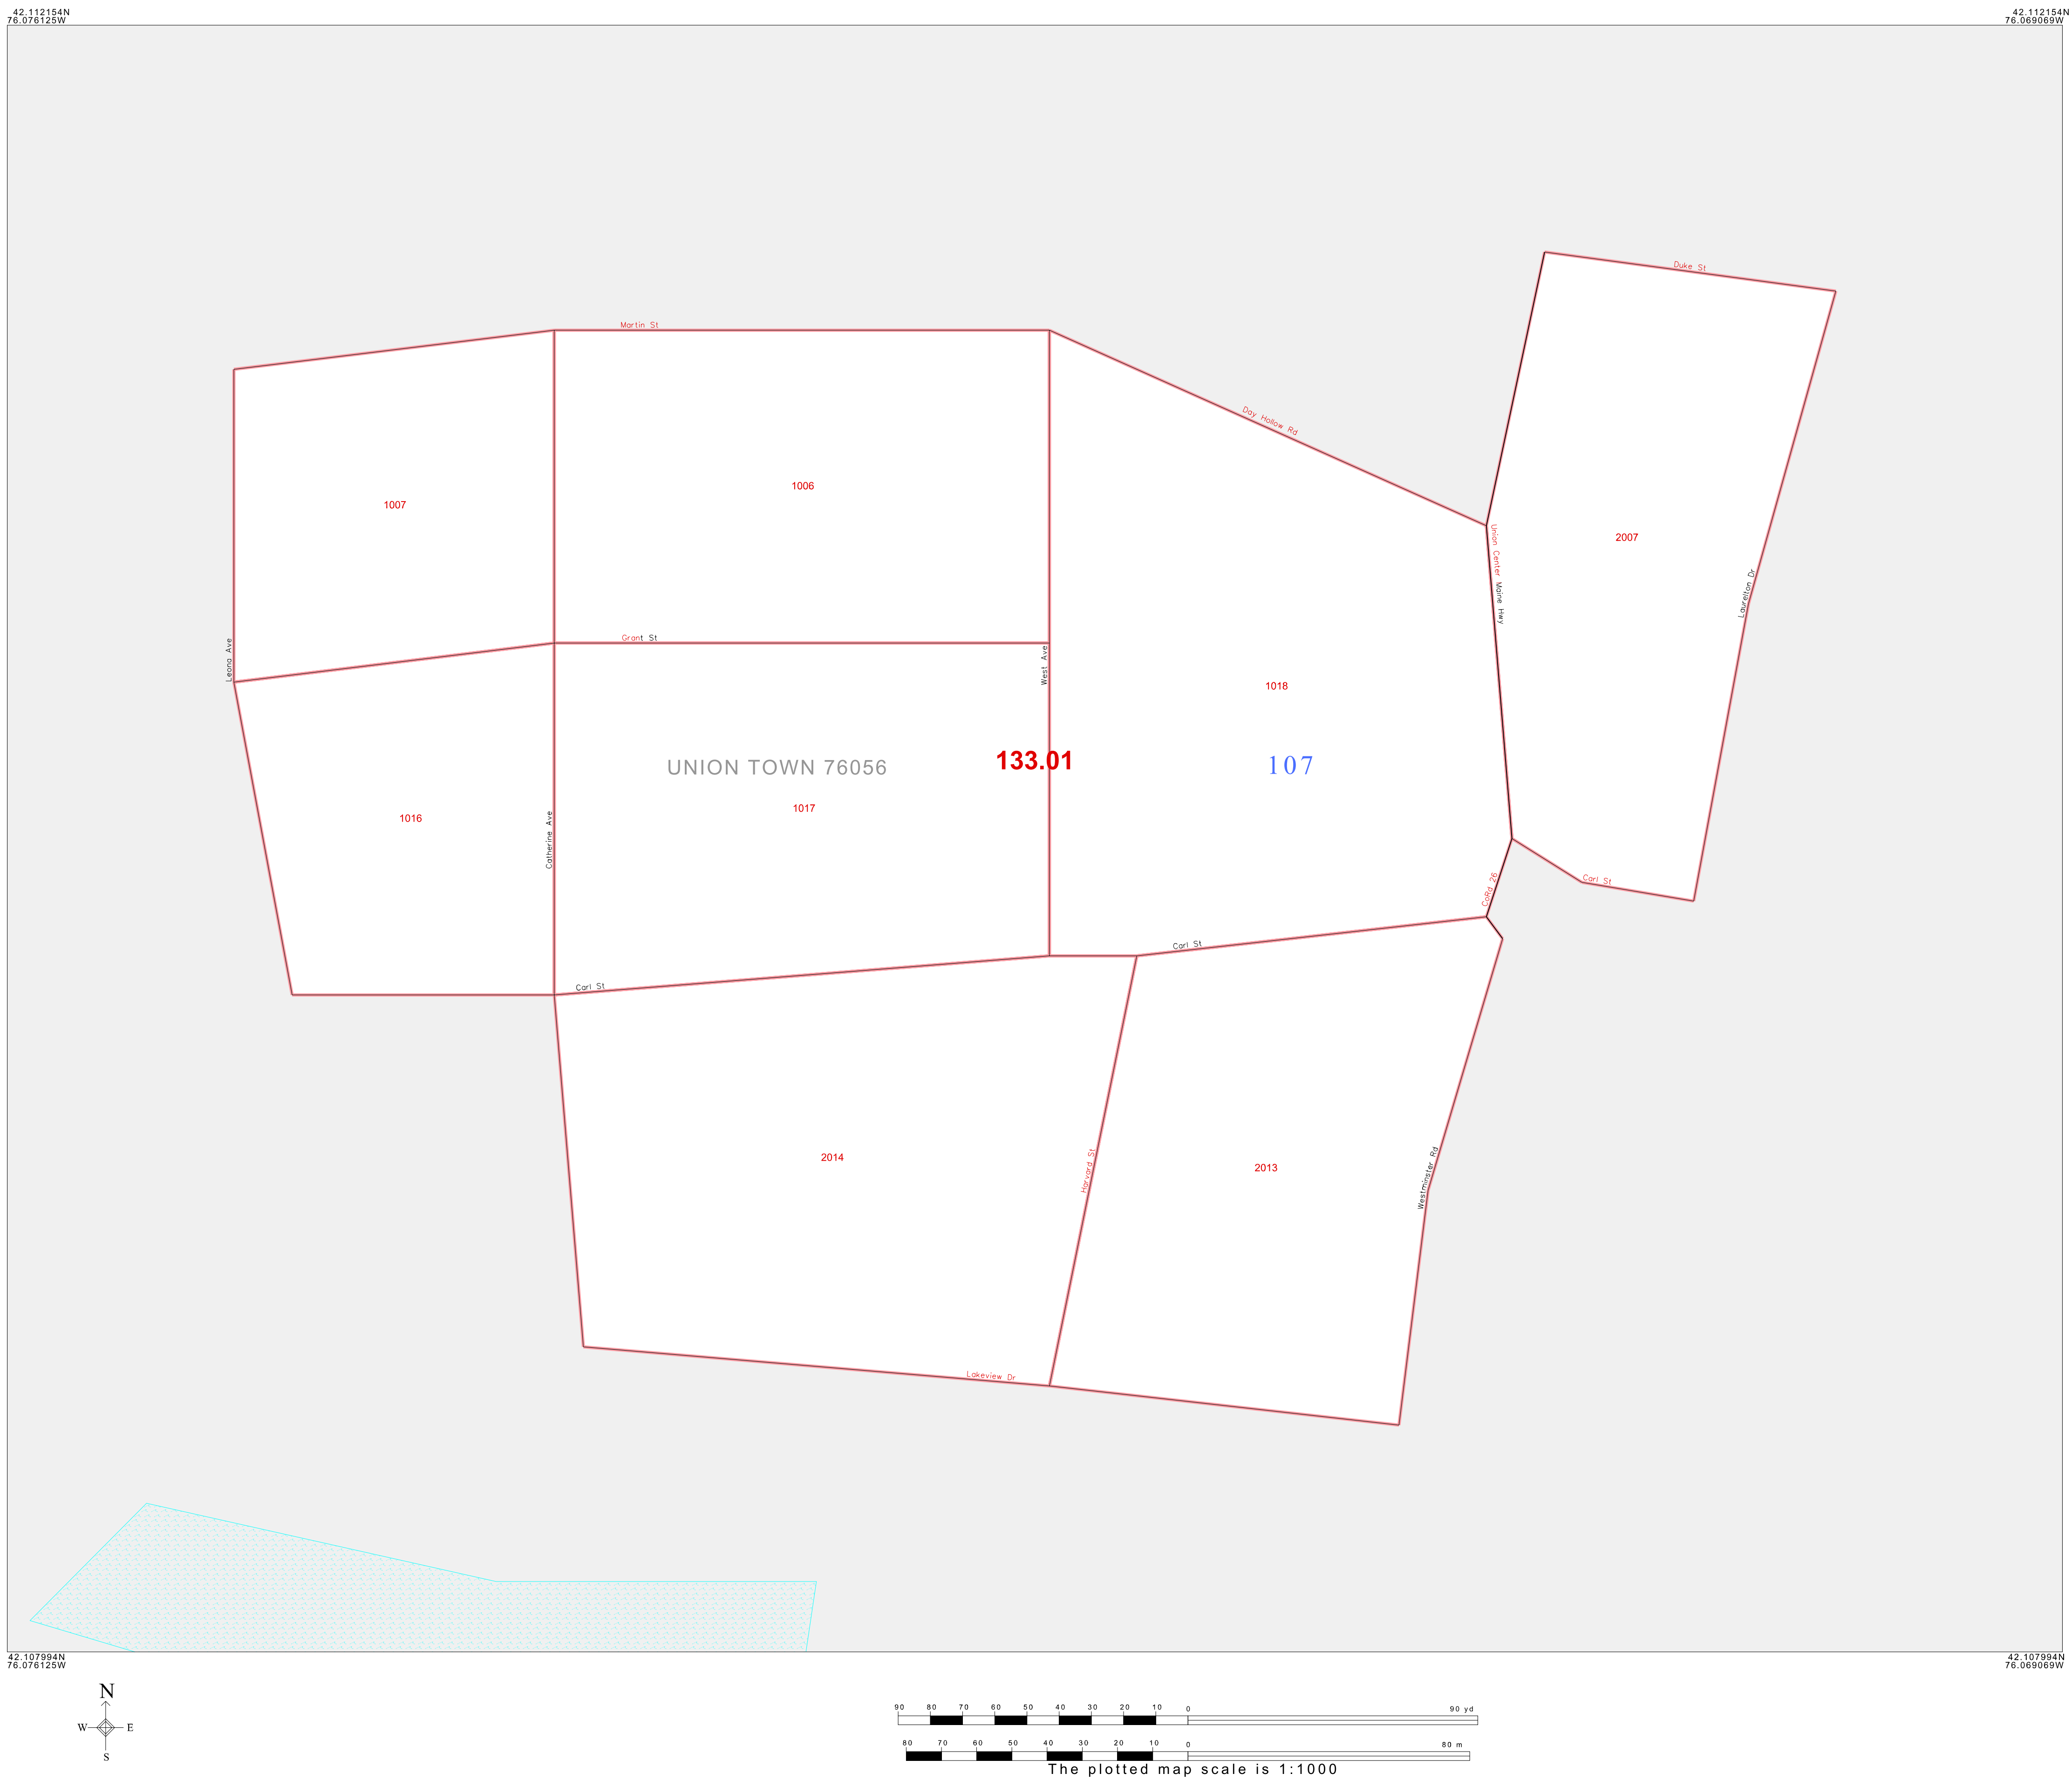 42.112154N
76.076125W
42.112154N
76.069069W
Duke St
Martin St
Day Hollow Rd
1007
1006
Union Center Maine Hwy
2007
Laurelton Dr
Leona Ave
Grant St
West Ave
1018
133.01
107
UNION TOWN 76056
1017
1016
Catherine Ave
CoRd 26
Carl St
Carl St
Carl St
2014
Harvard St
2013
Westminster Rd
Lakeview Dr
42.107994N
76.076125W
42.107994N
76.069069W
N
W E
S
90 80 70 60 50 40 30 20 10 0 90 yd
80 70 60 50 40 30 20 10 0 80 m
The plotted map scale is 1:1000